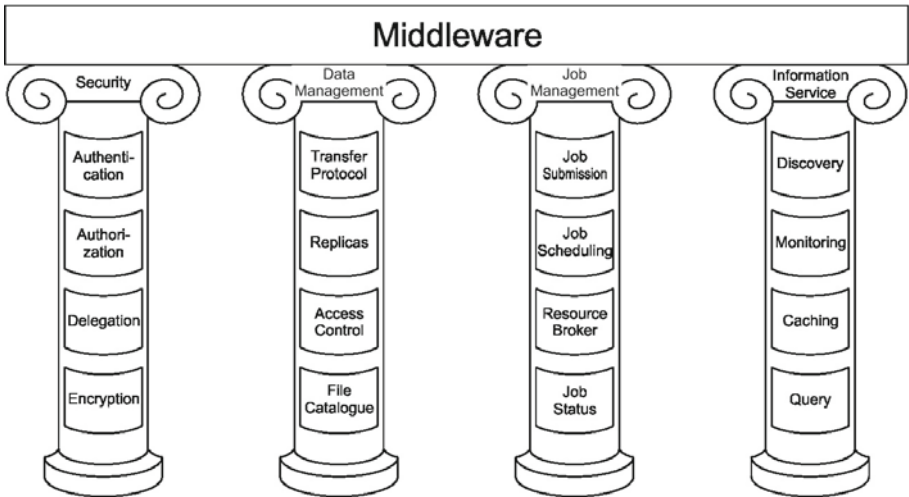 Middleware
Security
Authenti-
cation
Authori-
zation
Delegation
Encryption
Data
Management
Transfer
Protocol
Replicas
Access
Control
File
Catalogue
Job
Management
Job
Submission
Job
Scheduling
Resource
Broker
Job
Status
Information
Service
Discovery
Monitoring
Caching
Query